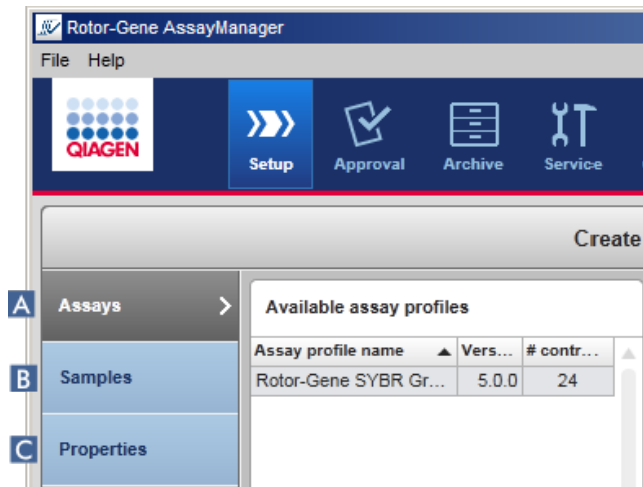 Rotor-Gene AssayManager
File Help
QIAGEN
Setup Approval Archive Service
Create
A Assays
Available assay profiles
Assay profile name Vers... # contr...
Rotor-Gene SYBR Gr... 5.0.0 24
B Samples
C Properties